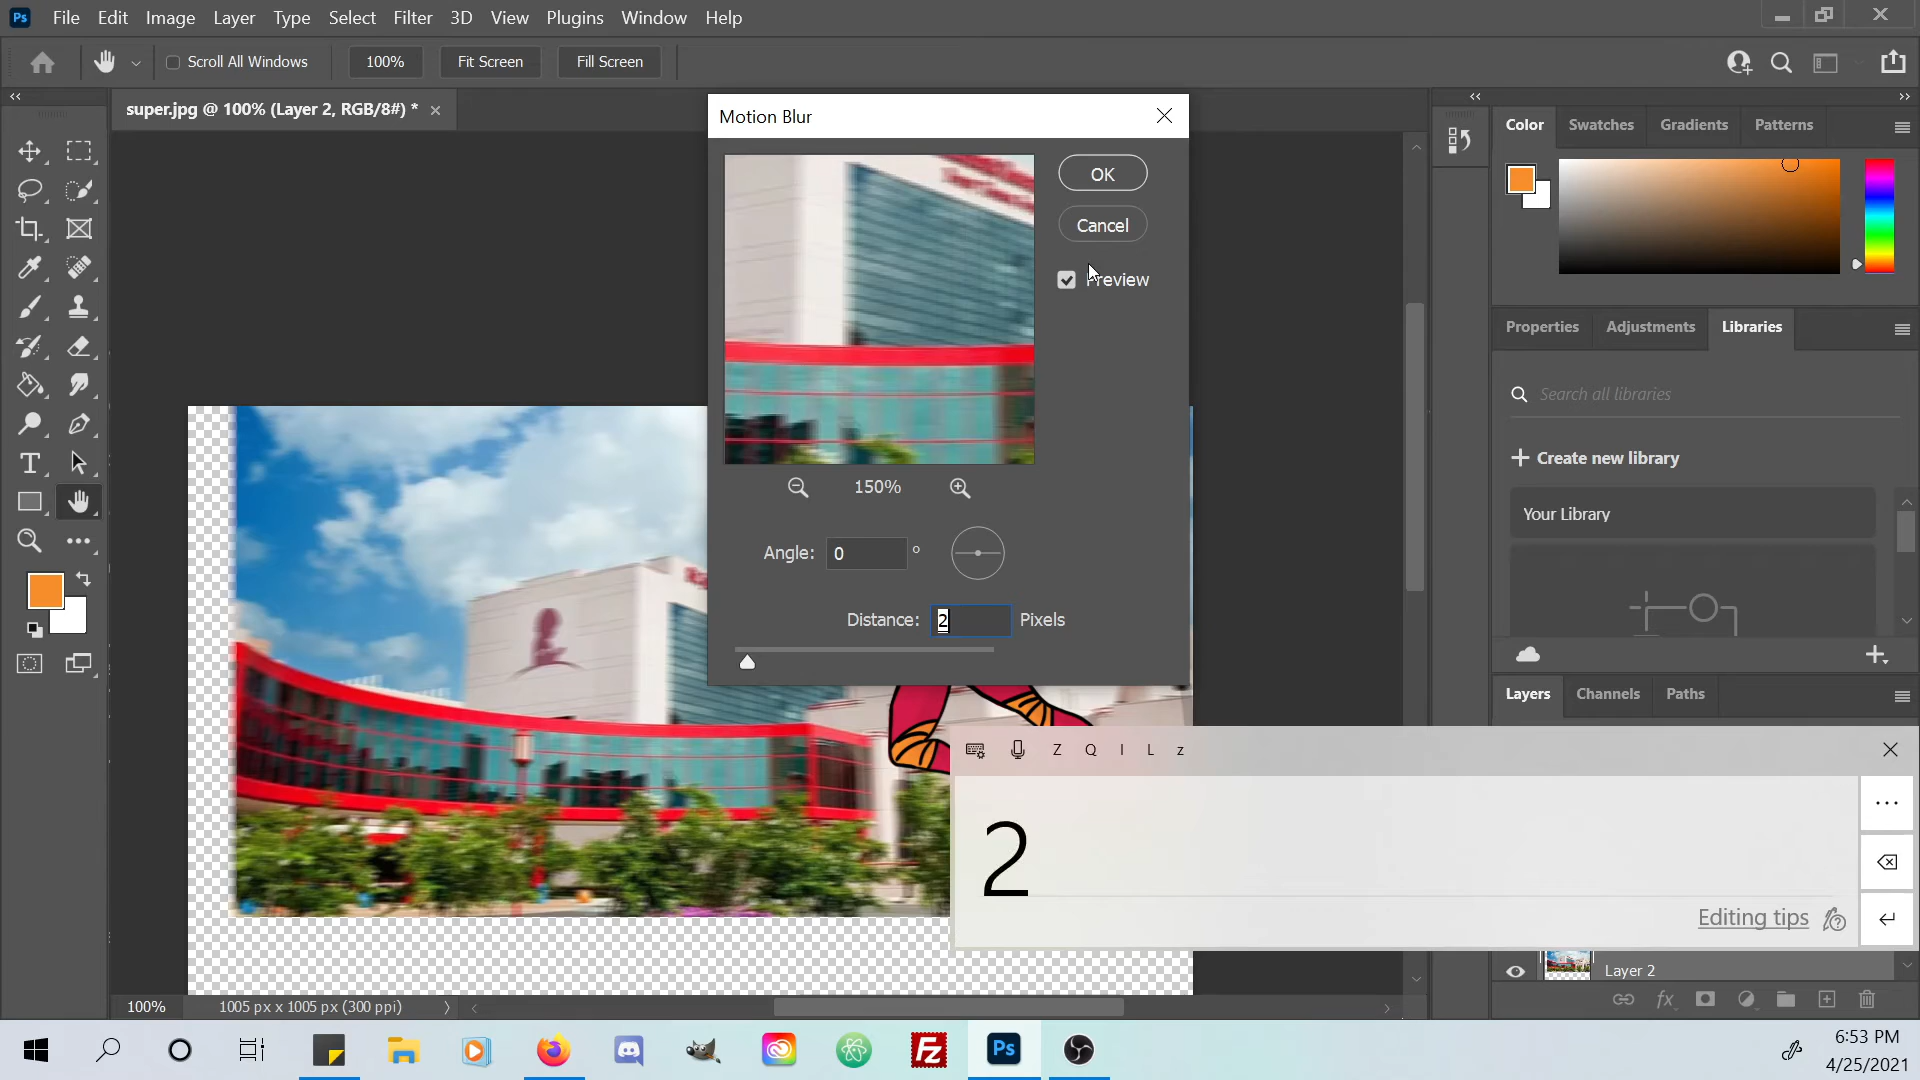 Ps File Edit Image Layer Type Select Filter 3D View Plugins Window Help
Scroll All Windows 100% Fit Screen Fill Screen
super.jpg @ 100% (Layer 2, RGB/8#) *
Motion Blur
OK
Cancel
Preview
150%
Angle: 0 °
Distance: 2 Pixels
Color Swatches Gradients Patterns
Properties Adjustments Libraries
Search all libraries
+ Create new library
Your Library
Layers Channels Paths
Z Q I L z
2
Editing tips
Layer 2
fx
100% 1005 px x 1005 px (300 ppi)
Fz Ps
6:53 PM
4/25/2021